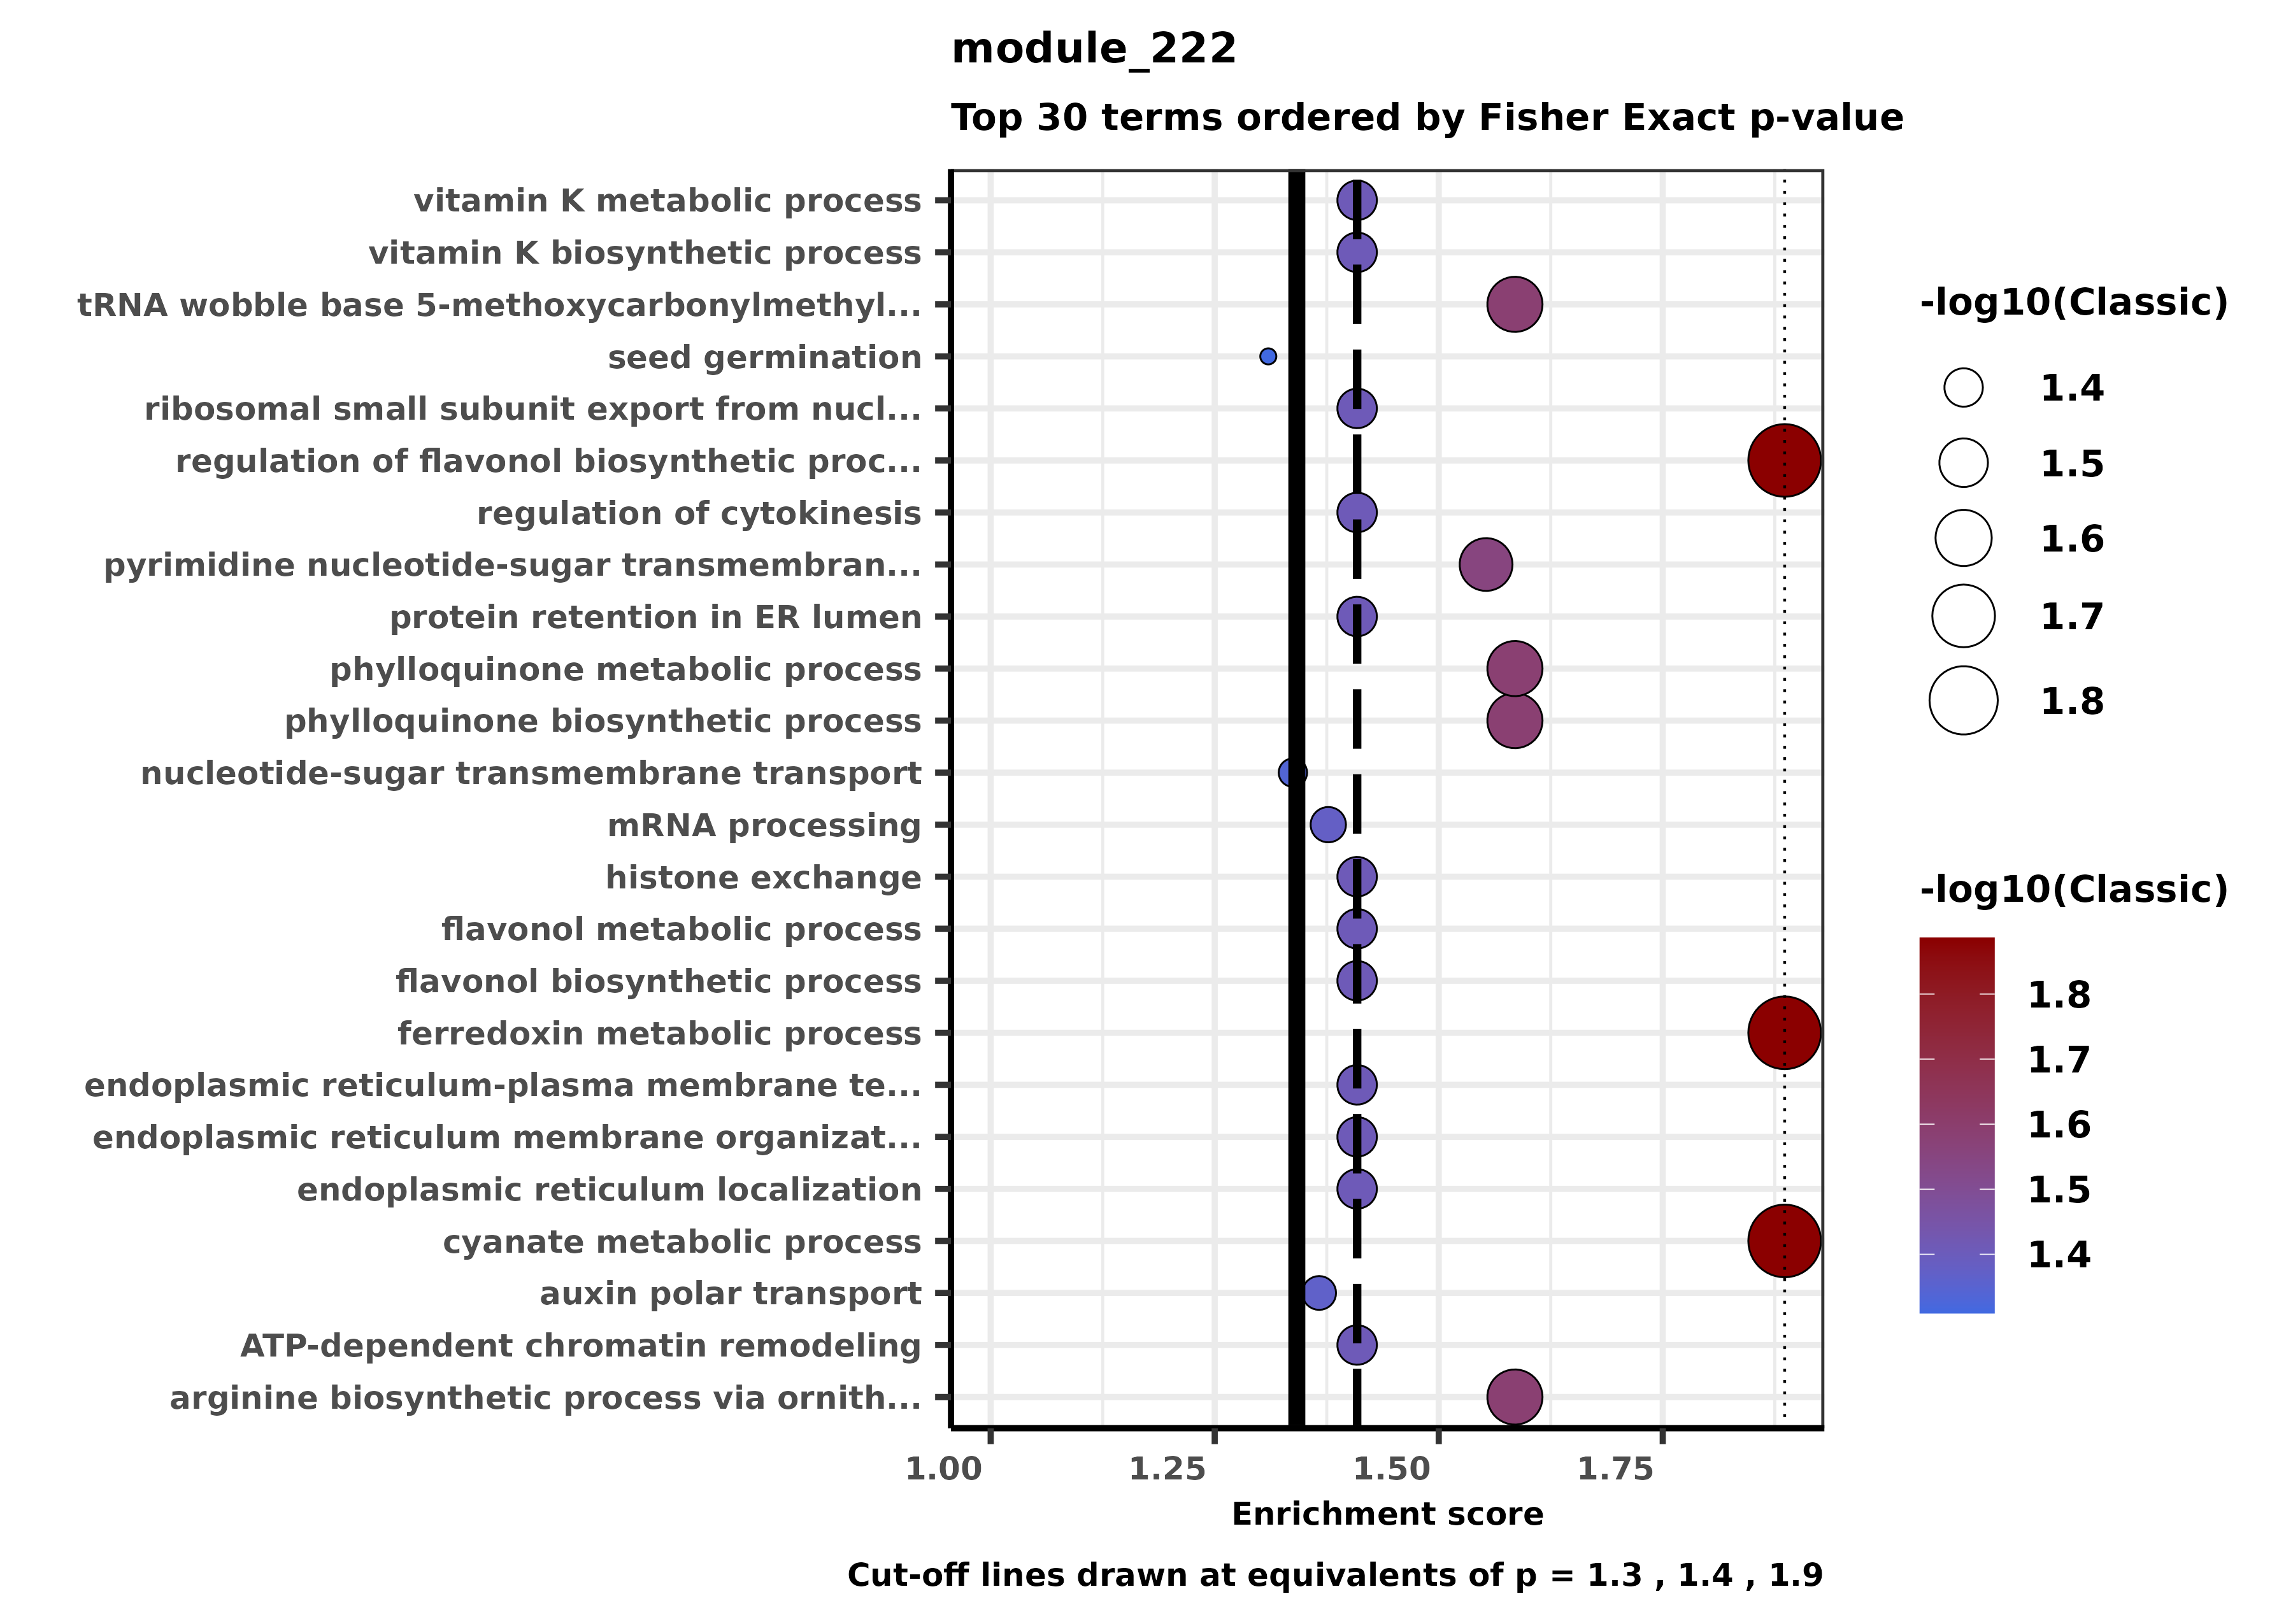 module_222
Top 30 terms ordered by Fisher Exact p-value
vitamin K metabolic process
vitamin K biosynthetic process
tRNA wobble base 5-methoxycarbonylmethyl...
seed germination
ribosomal small subunit export from nucl...
regulation of flavonol biosynthetic proc...
regulation of cytokinesis
pyrimidine nucleotide-sugar transmembran...
protein retention in ER lumen
phylloquinone metabolic process
phylloquinone biosynthetic process
nucleotide-sugar transmembrane transport
mRNA processing
histone exchange
flavonol metabolic process
flavonol biosynthetic process
ferredoxin metabolic process
endoplasmic reticulum-plasma membrane te...
endoplasmic reticulum membrane organizat...
endoplasmic reticulum localization
cyanate metabolic process
auxin polar transport
ATP-dependent chromatin remodeling
arginine biosynthetic process via ornith...
1.00 1.25 1.50 1.75
Enrichment score
Cut-off lines drawn at equivalents of p = 1.3 , 1.4 , 1.9
-log10(Classic)
1.4
1.5
1.6
1.7
1.8
-log10(Classic)
1.8
1.7
1.6
1.5
1.4